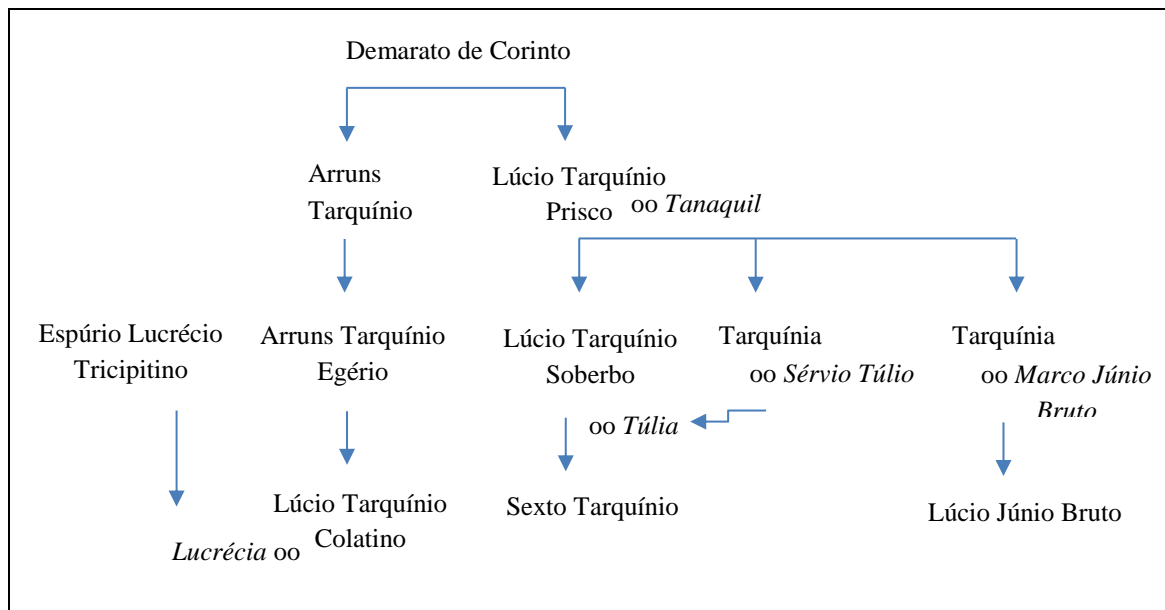 Demarato de Corinto
Arruns
Tarquínio
Lúcio Tarquínio
Prisco
oo Tanaquil
Espúrio Lucrécio
Tricipitino
Arruns Tarquínio
Egério
Lúcio Tarquínio
Soberbo
Tarquínia
oo Sérvio Túlio
Tarquínia
oo Marco Júnio
Bruto
oo Túlia
Lucrécia oo
Lúcio Tarquínio
Colatino
Sexto Tarquínio
Lúcio Júnio Bruto